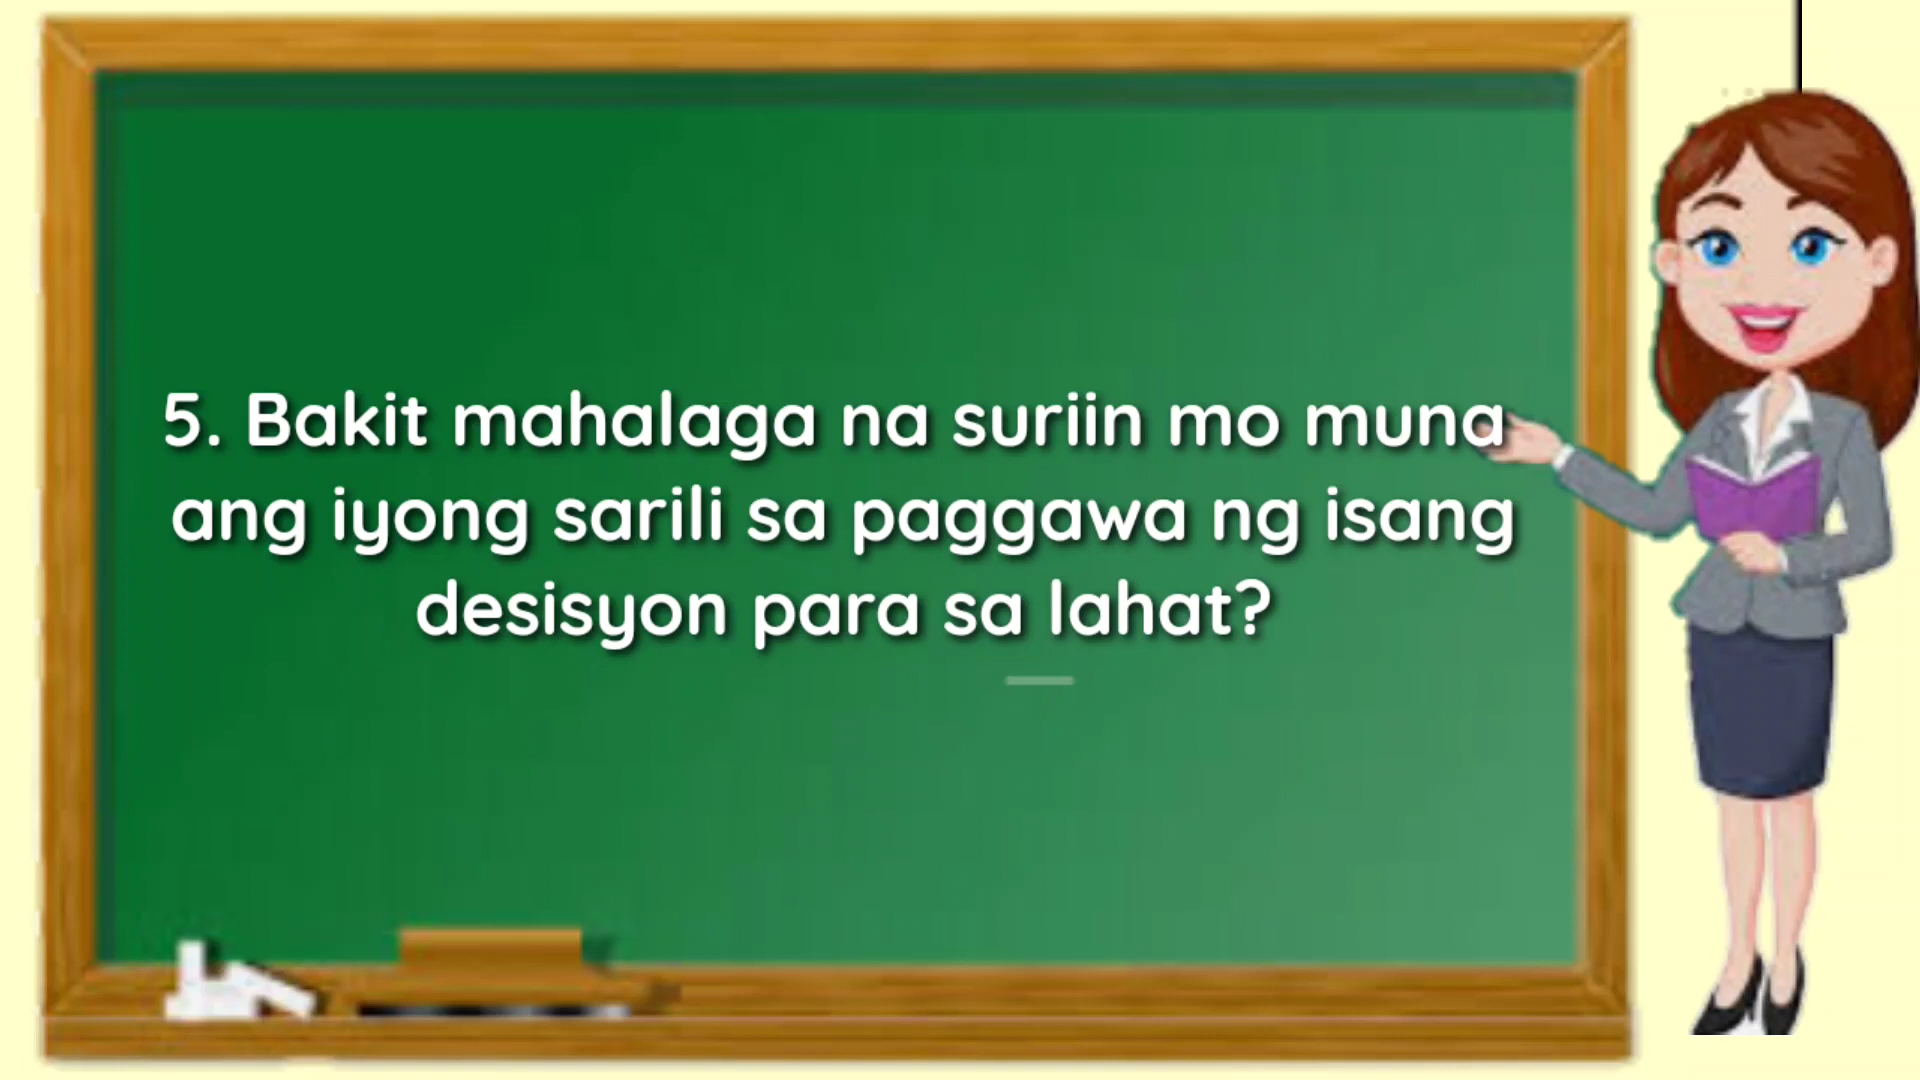 5. Bakit mahalaga na suriin mo muna
ang iyong sarili sa paggawa ng isang
desisyon para sa lahat?